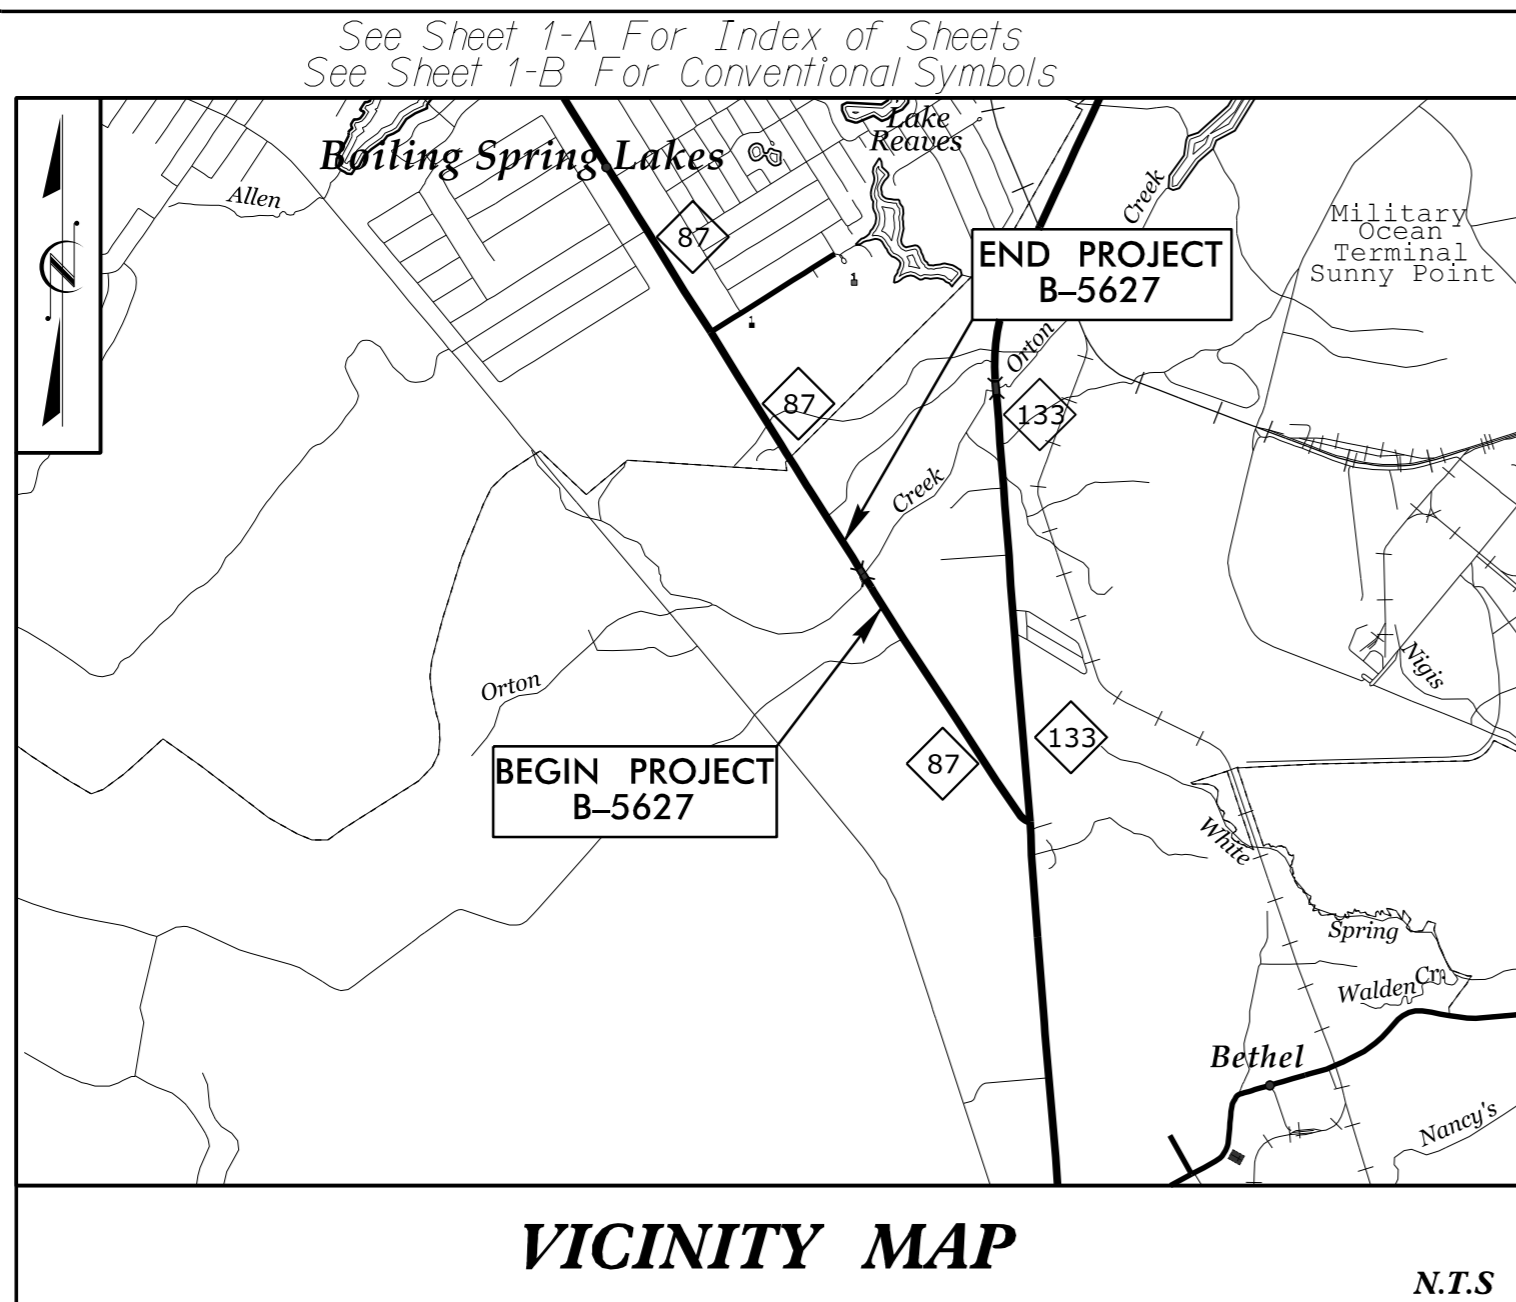 See Sheet 1-A For Index of Sheets
See Sheet 1-B For Conventional Symbols
Lake
Reaves
Boiling Spring Lakes
Allen
Creek
Military
Ocean
Terminal
Sunny Point
87
END PROJECT
B–5627
1
1
Orton
87
133
Creek
Nigis
Orton
133
87
BEGIN PROJECT
B–5627
White
Spring
Walden Cr.
Bethel
Nancy's
VICINITY MAP
N.T.S